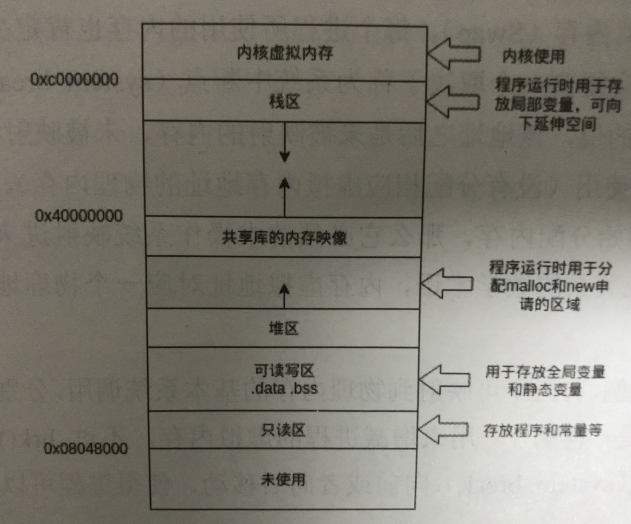 内核虚拟内存
内核使用
0xc0000000
栈区
程序运行时用于存
放局部变量，可向
下延伸空间
0x40000000
共享库的内存映像
程序运行时用于分
配malloc和new申
请的区域
堆区
可读写区
.data .bss
用于存放全局变量
和静态变量
只读区
存放程序和常量等
0x08048000
未使用